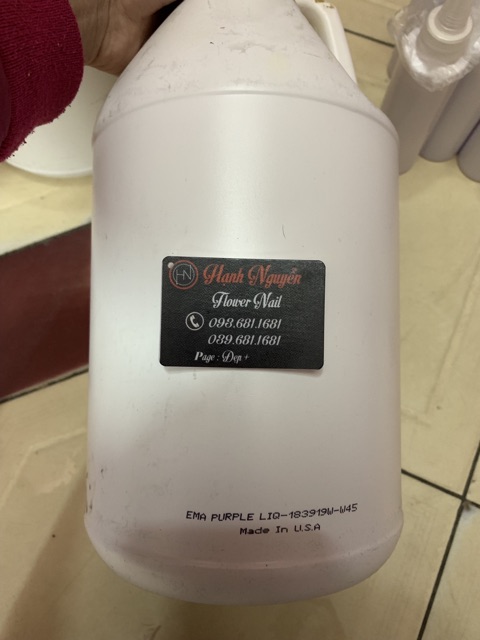 HN Hanh Nguyễn
Flower Nail
093.681.1681
089.681.1681
Page : Đẹp +
EMA PURPLE LIQ-183919W-W45
Made In U.S.A